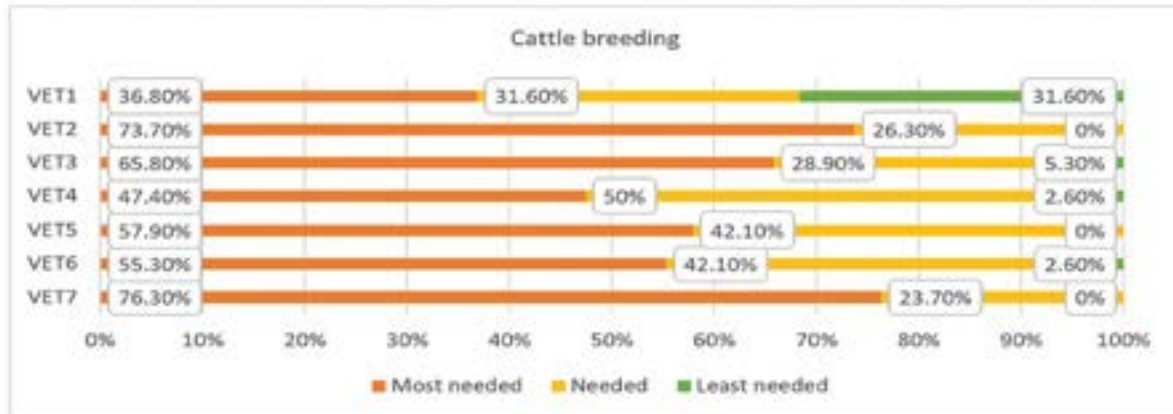 Cattle breeding
VET1 36.80% 31.60% 31.60%
VET2 73.70% 26.30% 0%
VET3 65.80% 28.90% 5.30%
VET4 47.40% 50% 2.60%
VET5 57.90% 42.10% 0%
VET6 55.30% 42.10% 2.60%
VET7 76.30% 23.70% 0%
0% 10% 20% 30% 40% 50% 60% 70% 80% 90% 100%
Most needed Needed Least needed